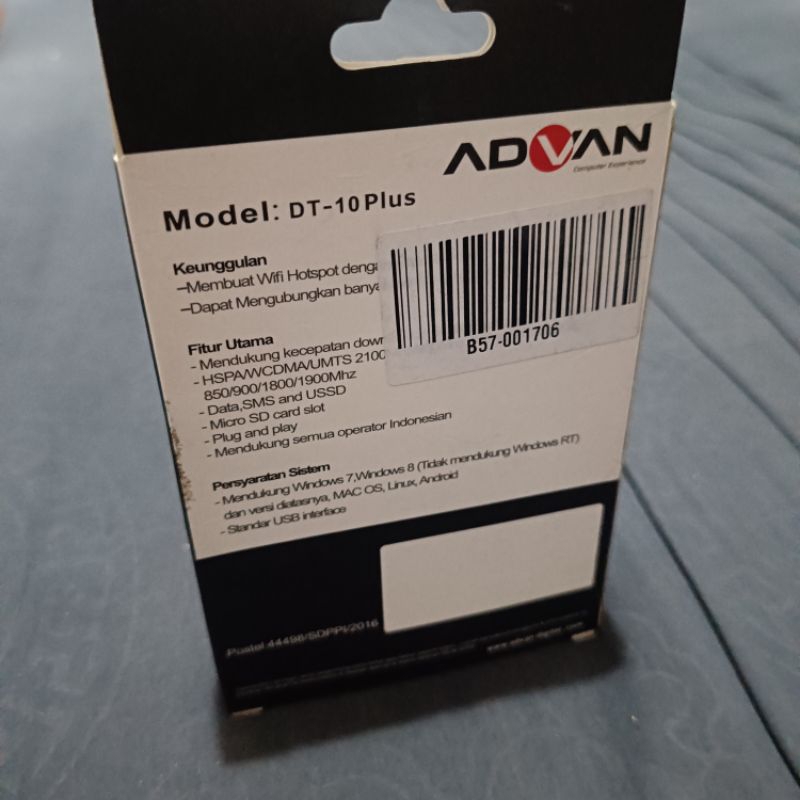 ADVAN
Computer Experience
Model: DT-10 Plus
Keunggulan
-Membuat Wifi Hotspot denga
-Dapat Mengubungkan banya
B57-001706
Fitur Utama
- Mendukung kecepatan down
- HSPA/WCDMA/UMTS 2100
850/900/1800/1900Mhz
- Data,SMS and USSD
- Micro SD card slot
- Plug and play
- Mendukung semua operator Indonesian
Persyaratan Sistem
- Mendukung Windows 7,Windows 8 (Tidak mendukung Windows RT)
dan versi diatasnya, MAC OS, Linux, Android
- Standar USB interface
Postel 44498/SDPPI/2016